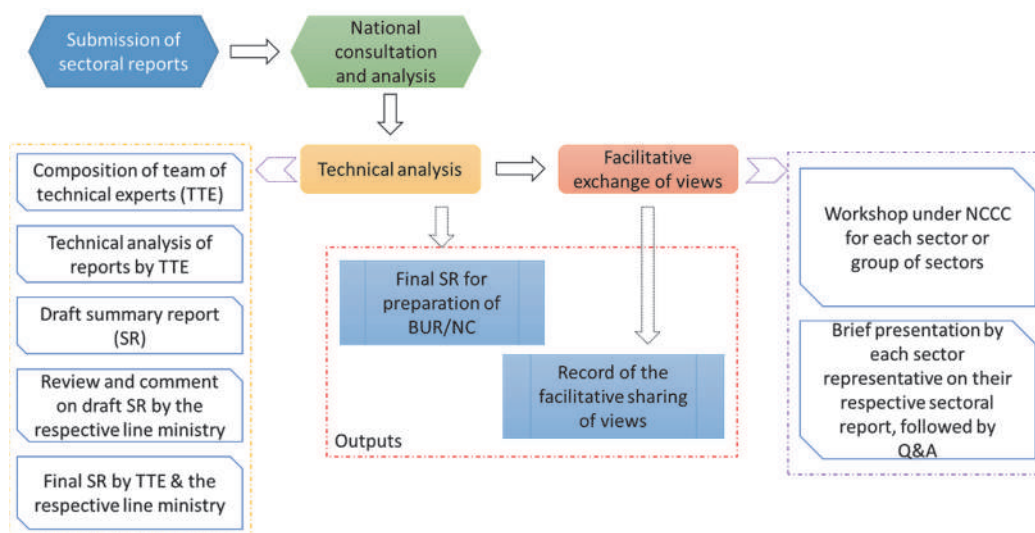 Submission of
sectoral reports
National
consultation
and analysis
Technical analysis
Facilitative
exchange of views
Composition of team of
technical experts (TTE)
Technical analysis of
reports by TTE
Draft summary report
(SR)
Review and comment
on draft SR by the
respective line ministry
Final SR by TTE & the
respective line ministry
Final SR for
preparation of
BUR/NC
Record of the
facilitative sharing
of views
Outputs
Workshop under NCCC
for each sector or
group of sectors
Brief presentation by
each sector
representative on their
respective sectoral
report, followed by
Q&A